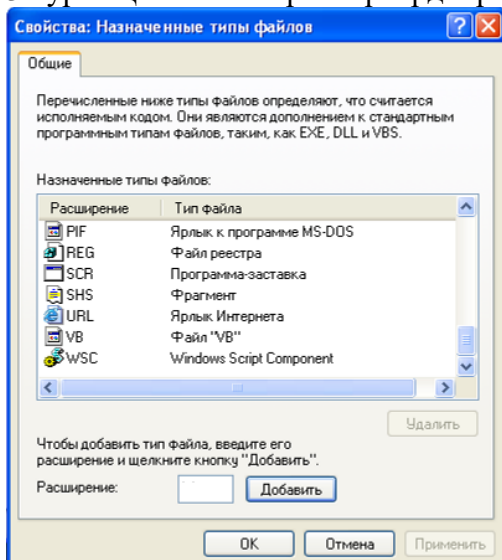 Свойства: Назначенные типы файлов
Общие
Перечисленные ниже типы файлов определяют, что считается
исполняемым кодом. Они являются дополнением к стандартным
программным типам файлов, таким, как EXE, DLL и VBS.
Назначенные типы файлов:
Расширение Тип файла
PIF Ярлык к программе MS-DOS
REG Файл реестра
SCR Программа-заставка
SHS Фрагмент
URL Ярлык Интернета
VB Файл "VB"
WSC Windows Script Component
Удалить
Чтобы добавить тип файла, введите его
расширение и щелкните кнопку "Добавить".
Расширение: Добавить
OK Отмена Применить